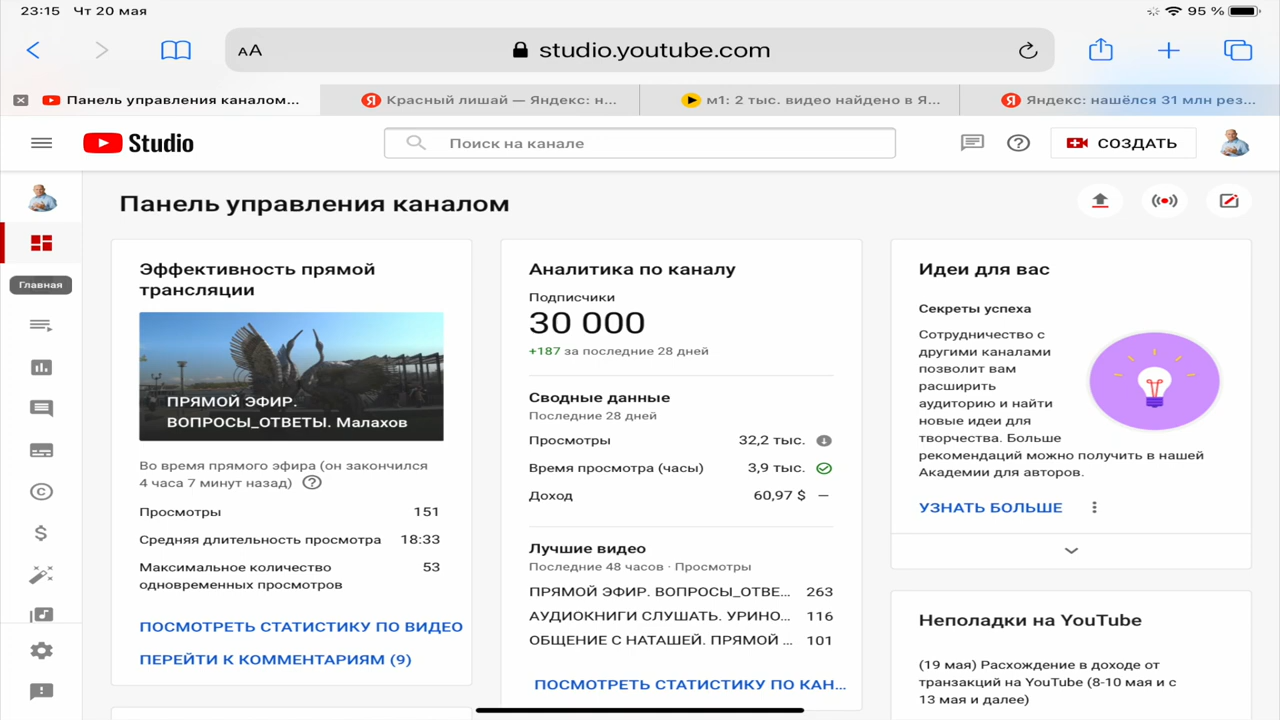 23:15 Чт 20 мая
95 %
АА
studio.youtube.com
Панель управления каналом...
Красный лишай — Яндекс: н...
м1: 2 тыс. видео найдено в Я...
Яндекс: нашёлся 31 млн рез...
Studio
Поиск на канале
СОЗДАТЬ
Панель управления каналом
Главная
Эффективность прямой
трансляции
ПРЯМОЙ ЭФИР.
ВОПРОСЫ_ОТВЕТЫ. Малахов
Во время прямого эфира (он закончился
4 часа 7 минут назад)
Просмотры 151
Средняя длительность просмотра 18:33
Максимальное количество
одновременных просмотров 53
ПОСМОТРЕТЬ СТАТИСТИКУ ПО ВИДЕО
ПЕРЕЙТИ К КОММЕНТАРИЯМ (9)
Аналитика по каналу
Подписчики
30 000
+187 за последние 28 дней
Сводные данные
Последние 28 дней
Просмотры 32,2 тыс.
Время просмотра (часы) 3,9 тыс.
Доход 60,97 $ —
Лучшие видео
Последние 48 часов · Просмотры
ПРЯМОЙ ЭФИР. ВОПРОСЫ_ОТВЕ... 263
АУДИОКНИГИ СЛУШАТЬ. УРИНО... 116
ОБЩЕНИЕ С НАТАШЕЙ. ПРЯМОЙ ... 101
ПОСМОТРЕТЬ СТАТИСТИКУ ПО КАН...
Идеи для вас
Секреты успеха
Сотрудничество с
другими каналами
позволит вам
расширить
аудиторию и найти
новые идеи для
творчества. Больше
рекомендаций можно получить в нашей
Академии для авторов.
УЗНАТЬ БОЛЬШЕ
Неполадки на YouTube
(19 мая) Расхождение в доходе от
транзакций на YouTube (8-10 мая и с
13 мая и далее)